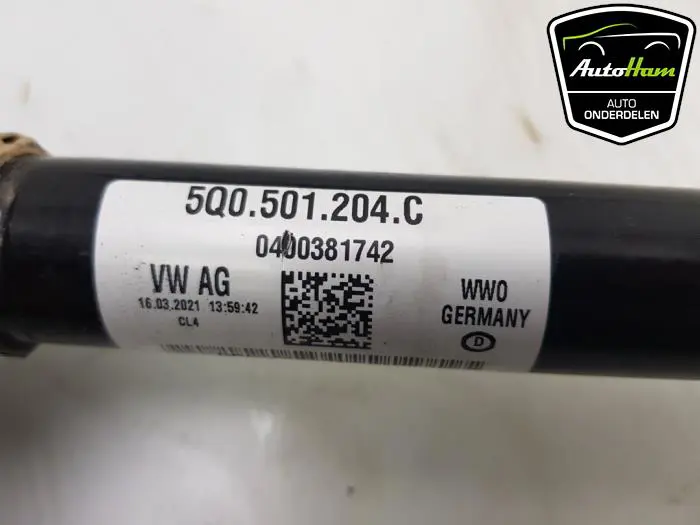 AutoHam
AUTO
ONDERDELEN
5Q0.501.204.C
0400381742
VW AG
16.03.2021 13:59:42
CL4
WWO
GERMANY
D